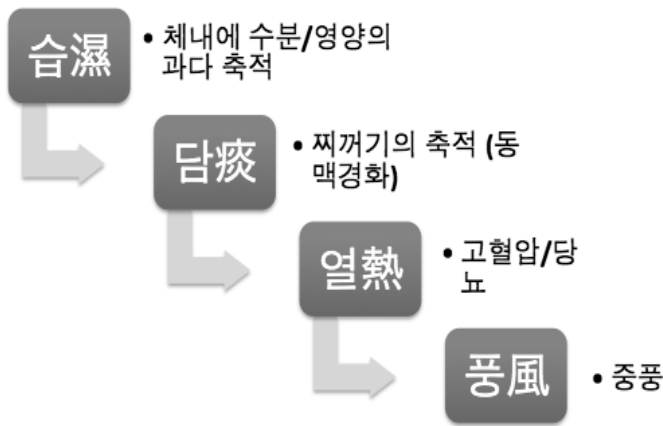 습濕
• 체내에 수분/영양의
과다 축적
담痰
• 찌꺼기의 축적 (동
맥경화)
열熱
• 고혈압/당
뇨
풍風
• 중풍